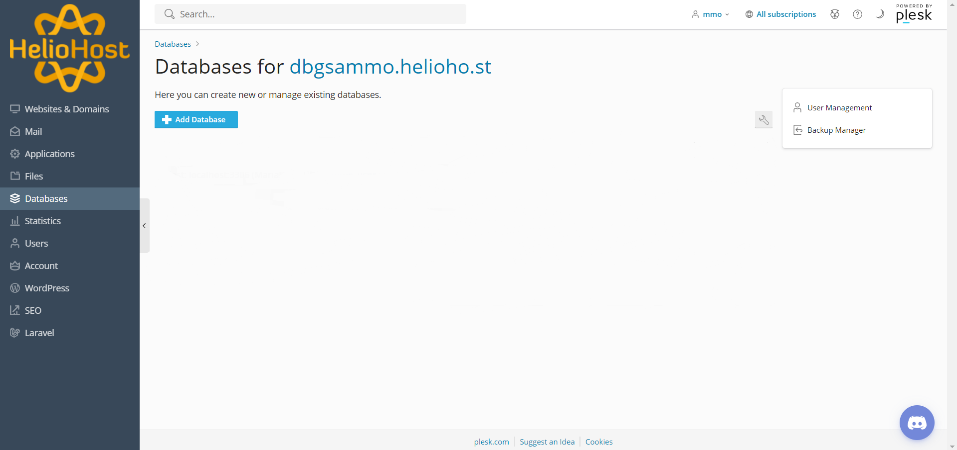 HelioHost
Search...
mmo
All subscriptions
POWERED BY
plesk
Websites & Domains
Mail
Applications
Files
Databases
Statistics
Users
Account
WordPress
SEO
Laravel
Databases
Databases for dbgsammo.helioho.st
Here you can create new or manage existing databases.
Add Database
User Management
Backup Manager
plesk.com
Suggest an Idea
Cookies